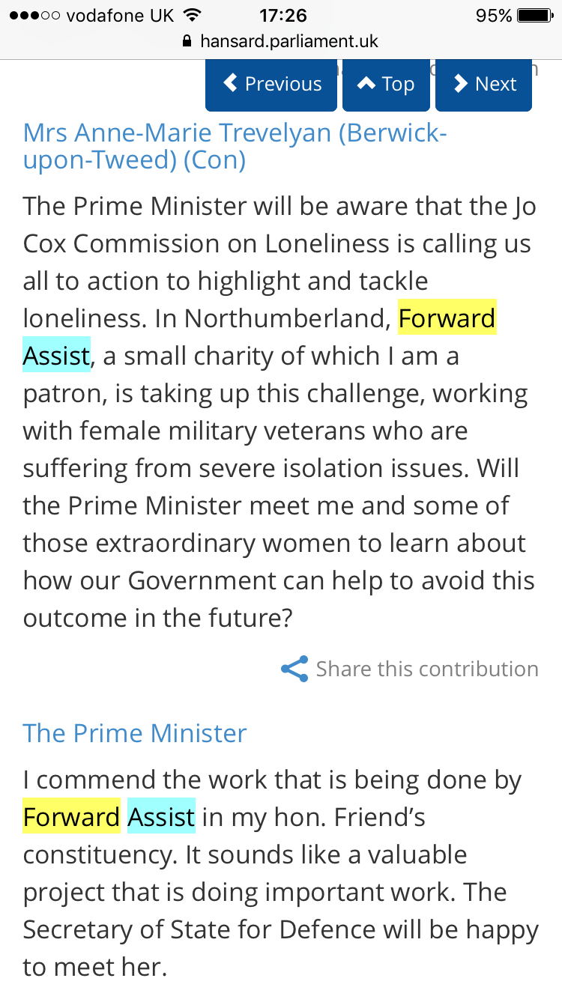 vodafone UK 17:26 95%
hansard.parliament.uk
Previous Top Next
Mrs Anne-Marie Trevelyan (Berwick-
upon-Tweed) (Con)
The Prime Minister will be aware that the Jo
Cox Commission on Loneliness is calling us
all to action to highlight and tackle
loneliness. In Northumberland, Forward
Assist, a small charity of which I am a
patron, is taking up this challenge, working
with female military veterans who are
suffering from severe isolation issues. Will
the Prime Minister meet me and some of
those extraordinary women to learn about
how our Government can help to avoid this
outcome in the future?
Share this contribution
The Prime Minister
I commend the work that is being done by
Forward Assist in my hon. Friend’s
constituency. It sounds like a valuable
project that is doing important work. The
Secretary of State for Defence will be happy
to meet her.